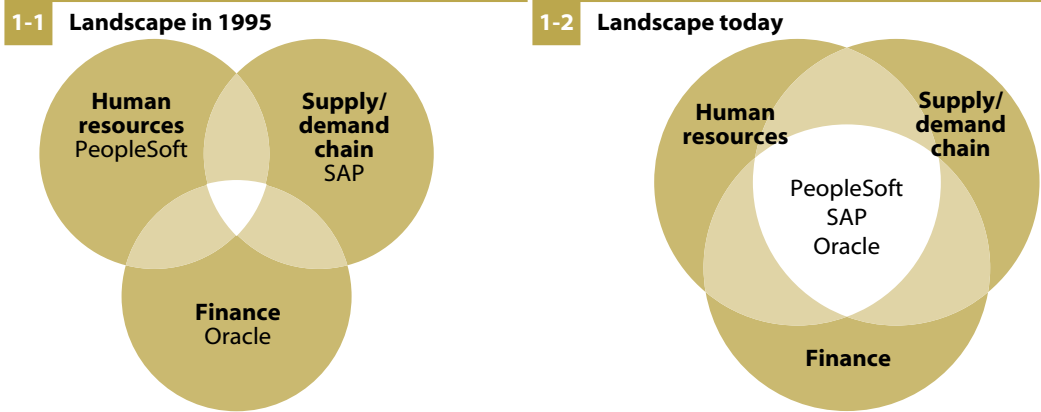 1-1 Landscape in 1995
Human
resources
PeopleSoft
Supply/
demand
chain
SAP
Finance
Oracle
1-2 Landscape today
Human
resources
Supply/
demand
chain
PeopleSoft
SAP
Oracle
Finance